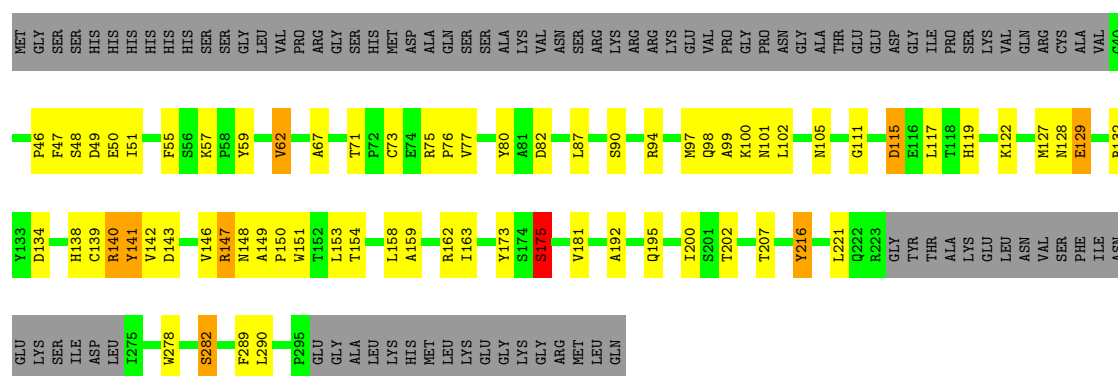 MET GLY SER SER HIS HIS HIS HIS HIS HIS SER SER GLY LEU VAL PRO ARG GLY SER HIS MET ASP ALA GLN SER SER ALA LYS VAL ASN SER ARG LYS ARG ARG LYS GLU VAL PRO GLY PRO ASN GLY ALA THR GLU GLU ASP GLY ILE PRO SER LYS VAL GLN ARG CYS ALA VAL G40
P46 F47 S48 D49 E50 I51 F55 S56 K57 P58 Y59 V62 A67 T71 P72 C73 E74 R75 P76 V77 Y80 A81 D82 L87 S90 R94 M97 Q98 A99 K100 N101 L102 N105 G111 D115 E116 L117 T118 H119 K122 M127 N128 E129 R132
Y133 D134 H138 C139 R140 Y141 V142 D143 V146 R147 N148 A149 P150 W151 T152 L153 T154 L158 A159 R162 I163 Y173 S174 S175 V181 A192 Q195 I200 S201 T202 T207 Y216 L221 Q222 R223 GLY TYR THR ALA LYS GLU LEU ASN VAL SER PHE ILE ASN
GLU LYS SER ILE ASP LEU I275 W278 S282 F289 L290 P295 GLU GLY ALA LEU LYS HIS MET LEU LYS GLU GLY LYS GLY ARG MET LEU GLN